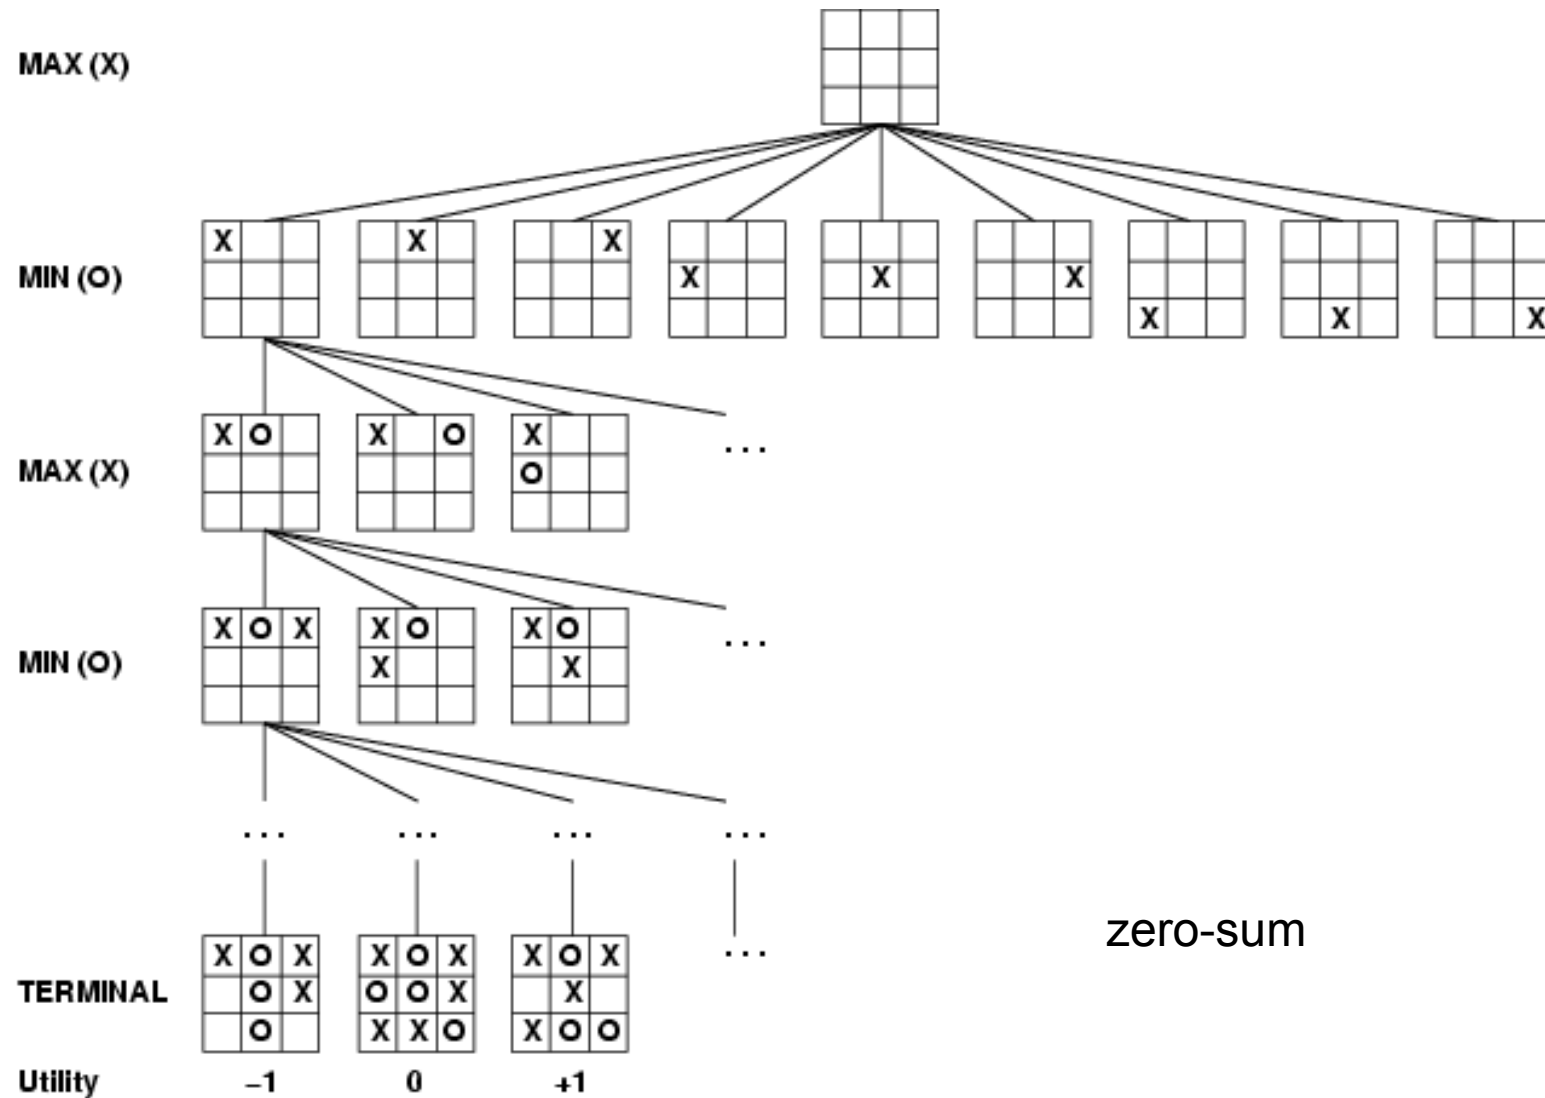 MAX (X)
X X X X X X X X X
MIN (O)
X O X O X
...
MAX (X)
O
X O X X O X O
...
MIN (O)
X X
... ... ... ...
X O X X O X X O X
...
zero-sum
TERMINAL
O X O O X X
O X X O X O O
Utility
−1 0 +1